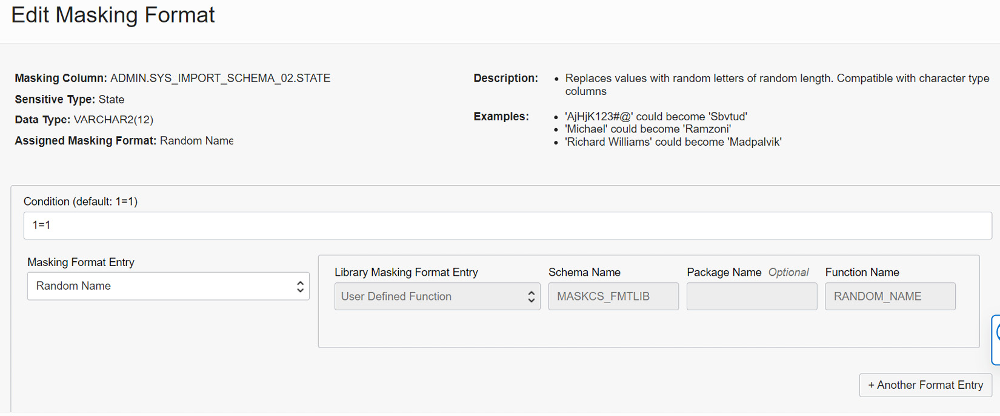 Edit Masking Format
Masking Column: ADMIN.SYS_IMPORT_SCHEMA_02.STATE
Sensitive Type: State
Data Type: VARCHAR2(12)
Assigned Masking Format: Random Name
Description:
• Replaces values with random letters of random length. Compatible with character type
columns
Examples:
• 'AjHjK123#@' could become 'Sbvtud'
• 'Michael' could become 'Ramzoni'
• 'Richard Williams' could become 'Madpalvik'
Condition (default: 1=1)
1=1
Masking Format Entry
Random Name
Library Masking Format Entry
User Defined Function
Schema Name
MASKCS_FMTLIB
Package Name Optional
Function Name
RANDOM_NAME
+ Another Format Entry